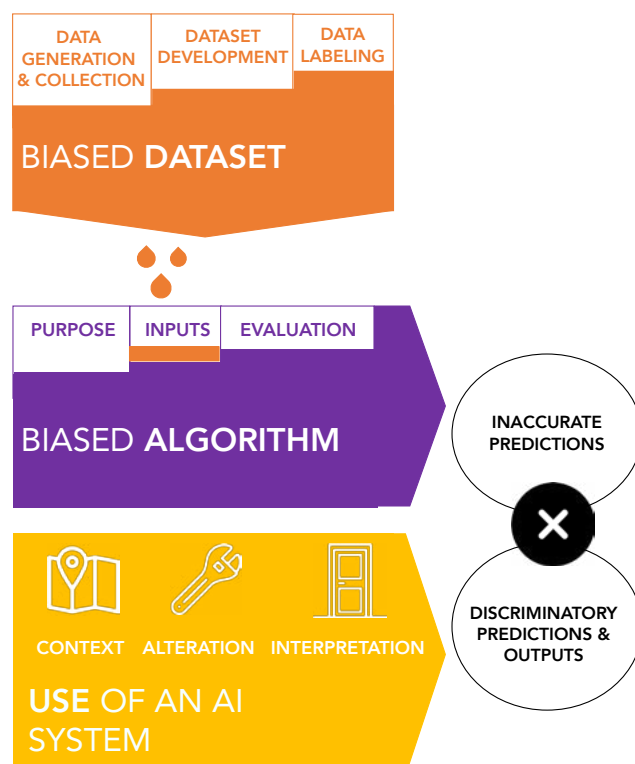 DATA
GENERATION
& COLLECTION
DATASET
DEVELOPMENT
DATA
LABELING
BIASED DATASET
PURPOSE
INPUTS
EVALUATION
BIASED ALGORITHM
INACCURATE
PREDICTIONS
DISCRIMINATORY
PREDICTIONS &
OUTPUTS
CONTEXT
ALTERATION
INTERPRETATION
USE OF AN AI
SYSTEM